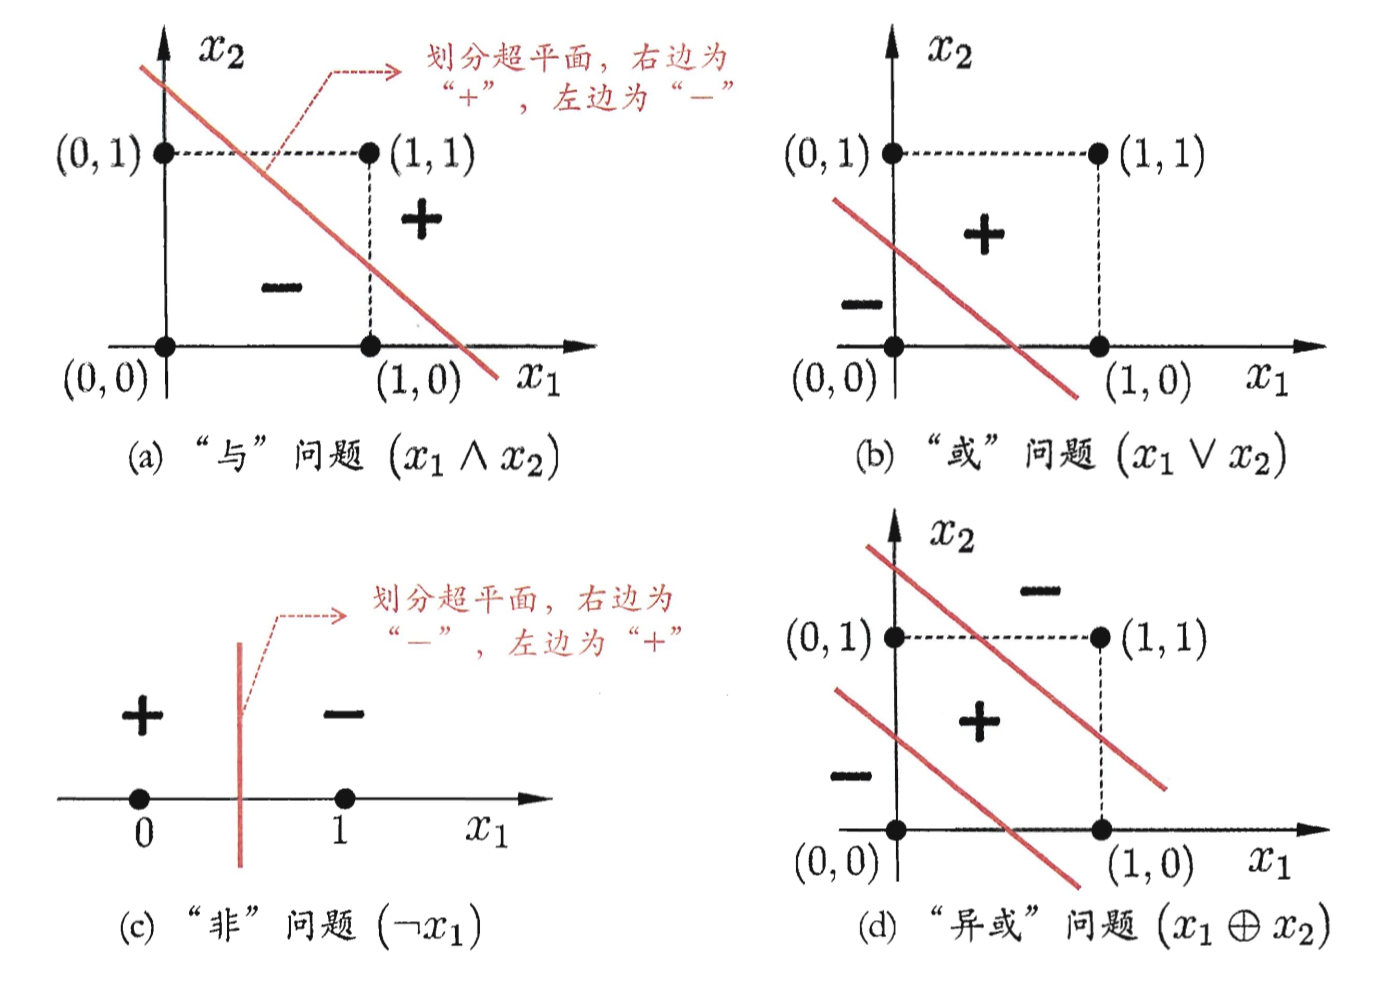 x₂
划分超平面，右边为
“+”，左边为“−”
(0, 1)
(1, 1)
+
−
(0, 0)
(1, 0)
x₁
(a) “与” 问题 (x₁ ∧ x₂)
x₂
(0, 1)
(1, 1)
+
−
(0, 0)
(1, 0)
x₁
(b) “或” 问题 (x₁ ∨ x₂)
划分超平面，右边为
“−”，左边为“+”
+
−
0
1
x₁
(c) “非” 问题 (¬x₁)
x₂
−
(0, 1)
(1, 1)
+
−
(0, 0)
(1, 0)
x₁
(d) “异或” 问题 (x₁ ⊕ x₂)